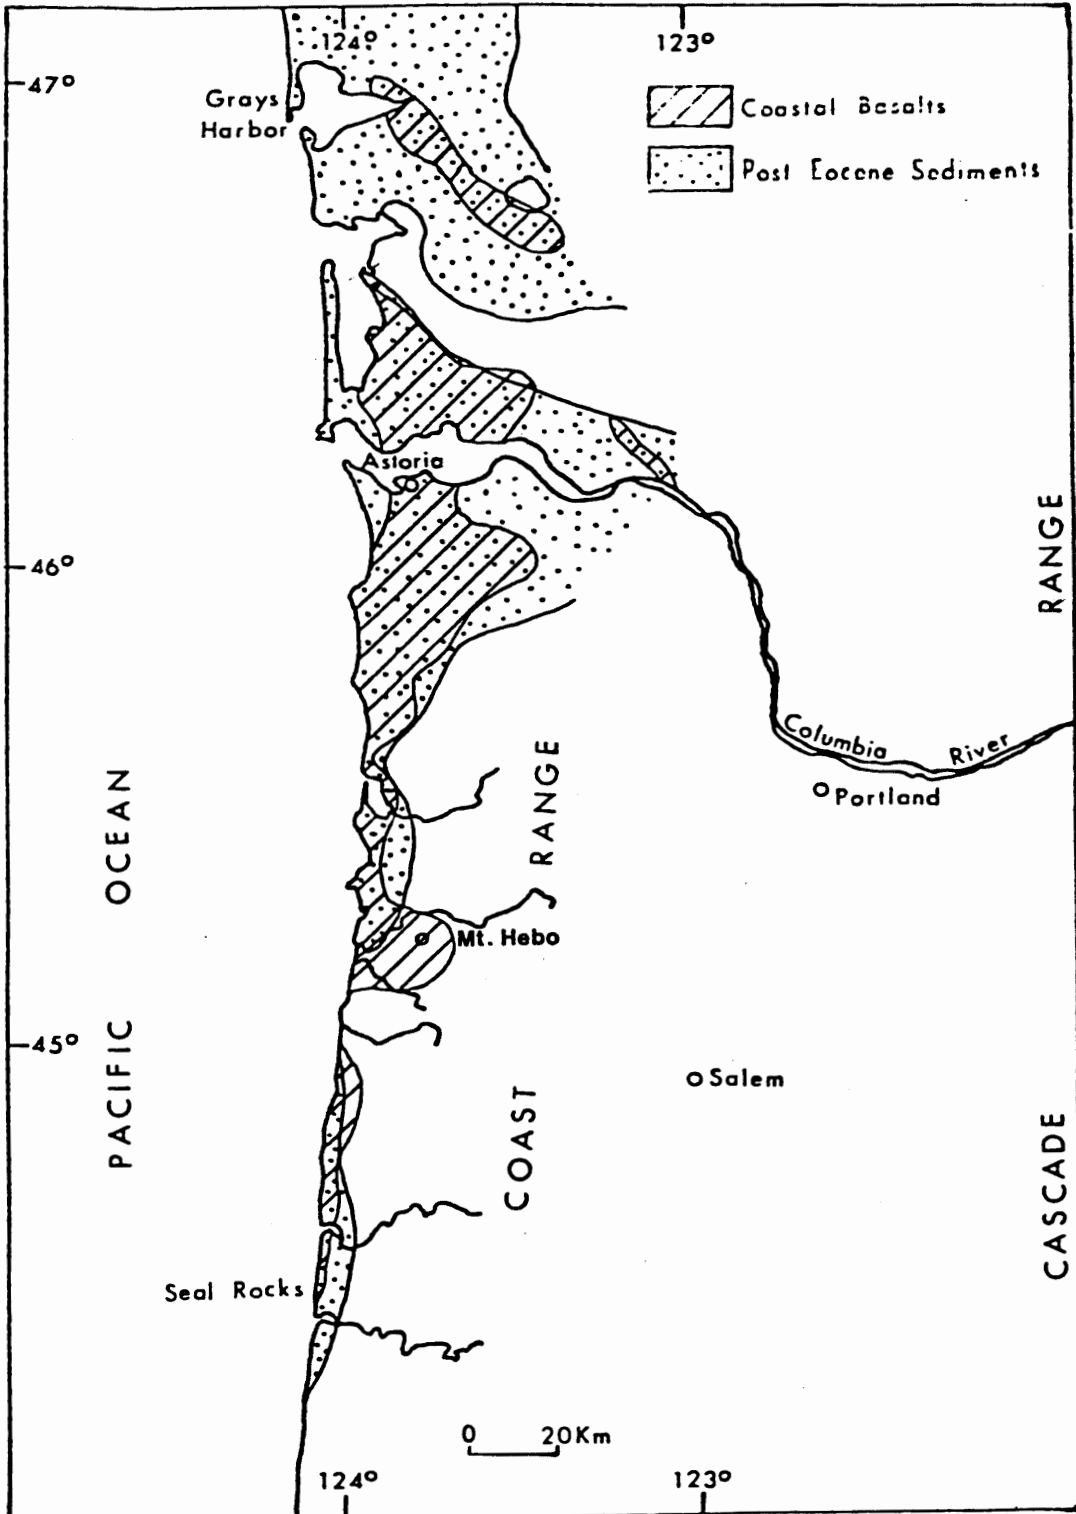 124° 123°
47°
Grays
Harbor
Coastal Basalts
Post Eocene Sediments
Astoria
46°
RANGE
Columbia River
Portland
PACIFIC OCEAN
COAST RANGE
Mt. Hebo
45°
Salem
CASCADE
Seal Rocks
0 20Km
124° 123°